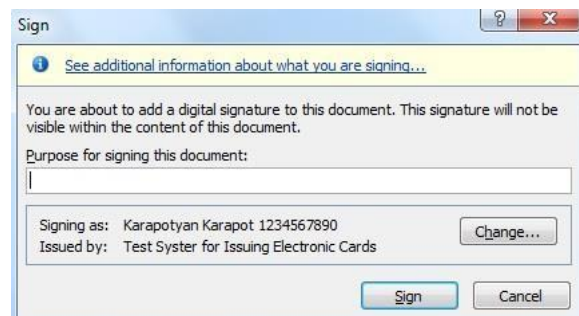 Sign
See additional information about what you are signing...
You are about to add a digital signature to this document. This signature will not be
visible within the content of this document.
Purpose for signing this document:
Signing as: Karapotyan Karapot 1234567890
Change...
Issued by: Test Syster for Issuing Electronic Cards
Sign
Cancel